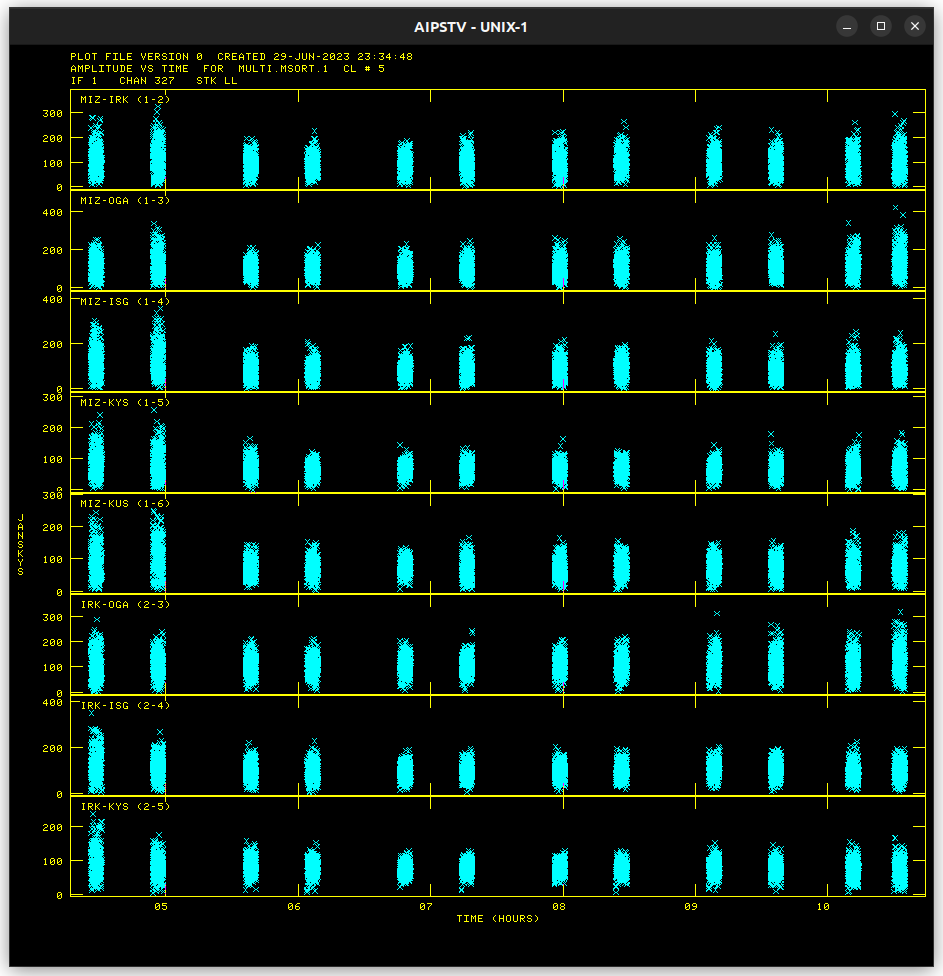 AIPSTV - UNIX-1
PLOT FILE VERSION 0  CREATED 29-JUN-2023 23:34:48
AMPLITUDE VS TIME  FOR  MULTI.MSORT.1  CL # 5
IF 1  CHAN 327  STK LL
MIZ-IRK (1-2)
300
200
100
0
MIZ-OGA (1-3)
400
200
0
MIZ-ISG (1-4)
400
200
0
MIZ-KYS (1-5)
300
200
100
0
MIZ-KUS (1-6)
300
200
100
0
JANSKYS
IRK-OGA (2-3)
300
200
100
0
IRK-ISG (2-4)
400
200
0
IRK-KYS (2-5)
200
100
0
05 06 07 08 09 10
TIME (HOURS)